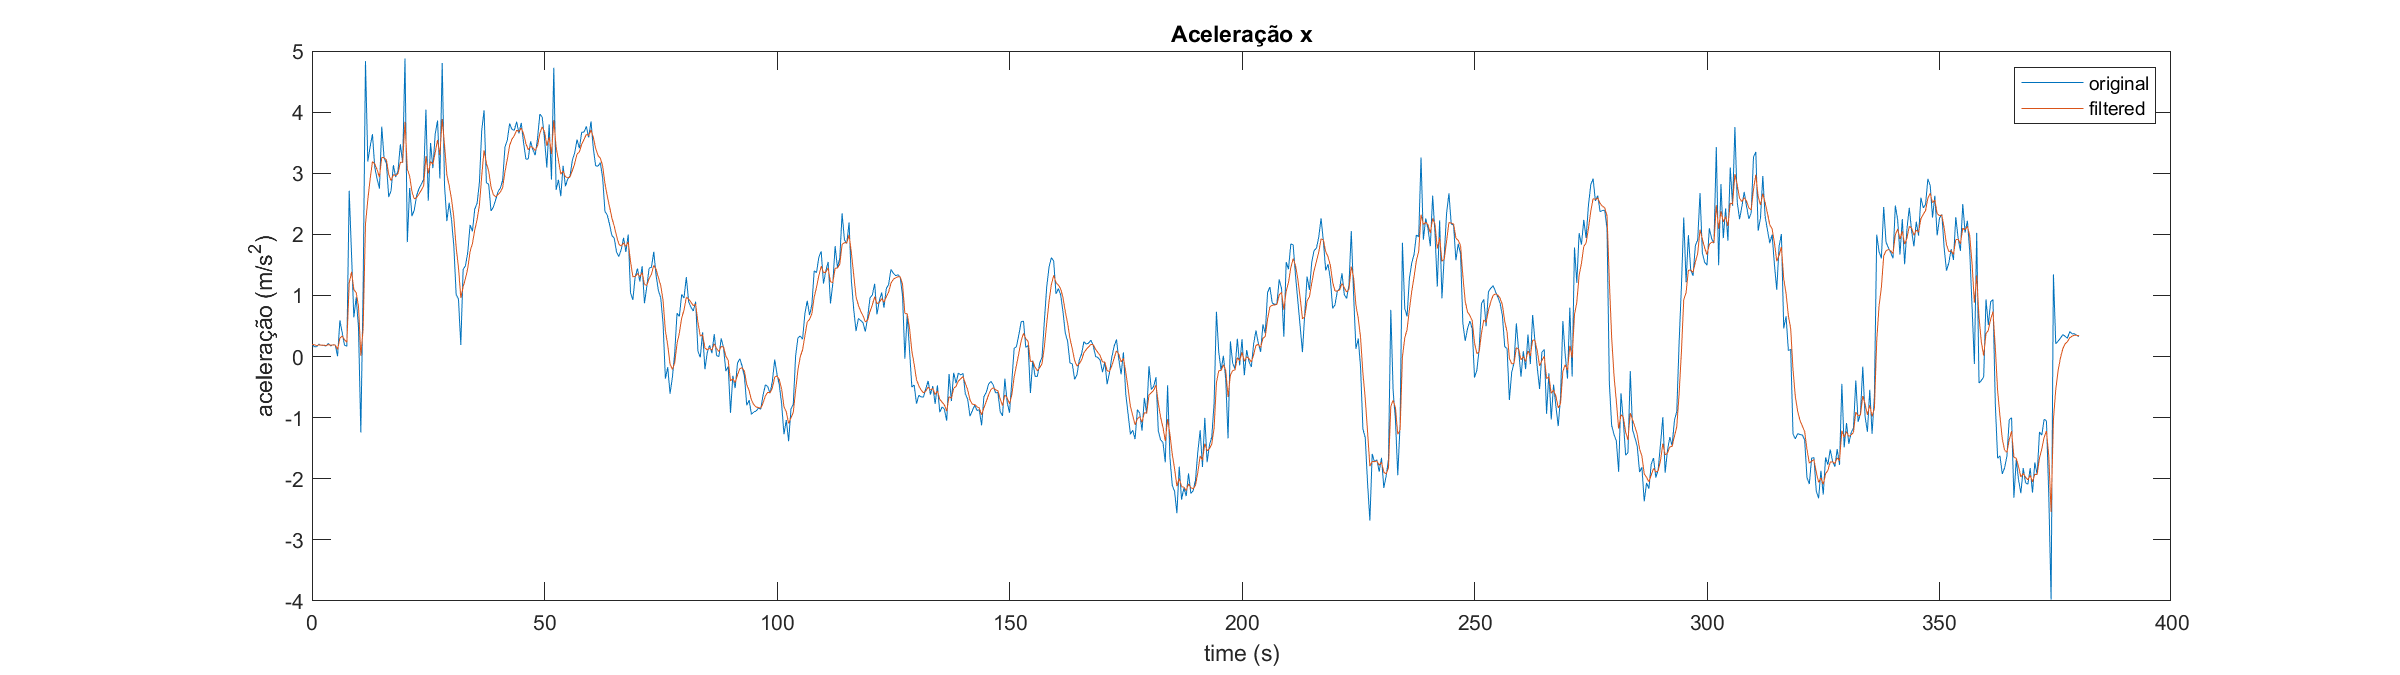 Aceleração x
original
filtered
aceleração (m/s²)
5
4
3
2
1
0
-1
-2
-3
-4
0 50 100 150 200 250 300 350 400
time (s)